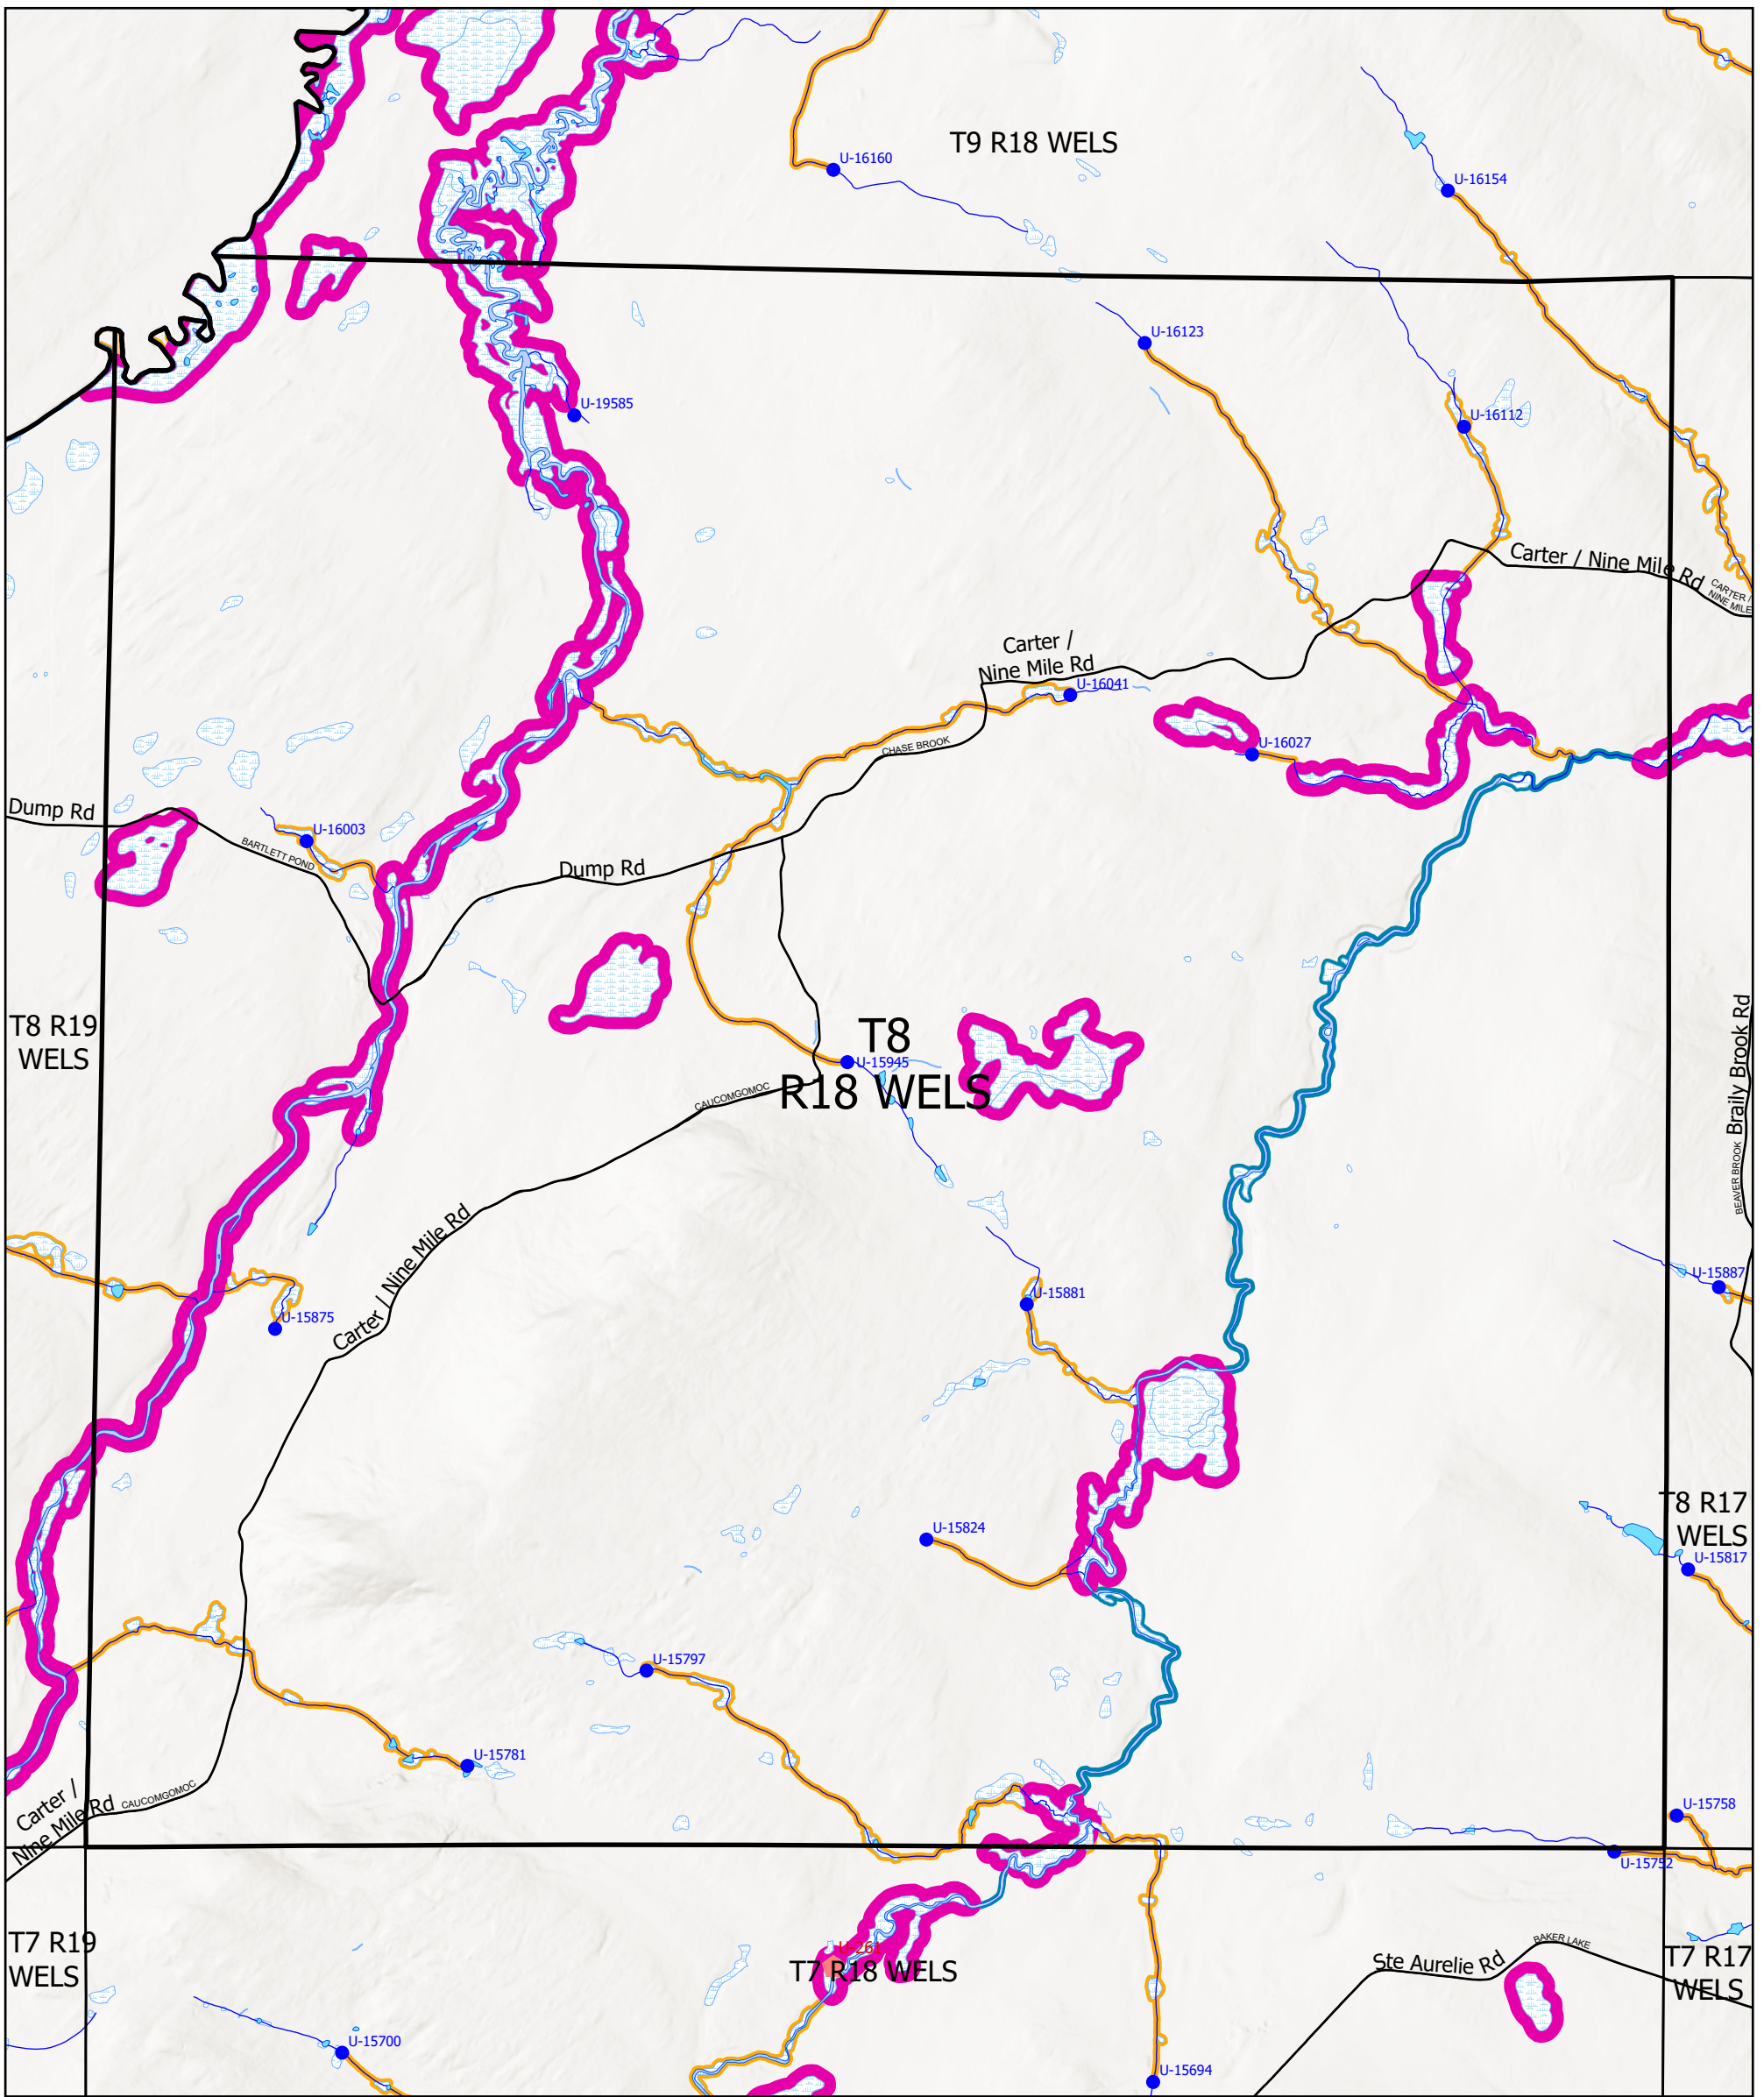 T9 R18 WELS
U-16160
U-16154
U-16123
U-19585
U-16112
Carter / Nine Mile Rd
CARTER /
NINE MILE
Carter /
Nine Mile Rd
U-16041
CHASE BROOK
U-16027
Dump Rd
U-16003
BARTLETT POND
Dump Rd
T8 R19
WELS
T8
R18 WELS
U-15945
CAUCOMGOMOC
Braily Brook Rd
BEAVER BROOK
Carter / Nine Mile Rd
U-15887
U-15881
U-15875
T8 R17
WELS
U-15824
U-15817
U-15797
U-15781
Carter /
Nine Mile Rd
CAUCOMGOMOC
U-15758
U-15752
T7 R19
WELS
U-261
T7 R18 WELS
Ste Aurelie Rd
BAKER LAKE
T7 R17
WELS
U-15700
U-15694